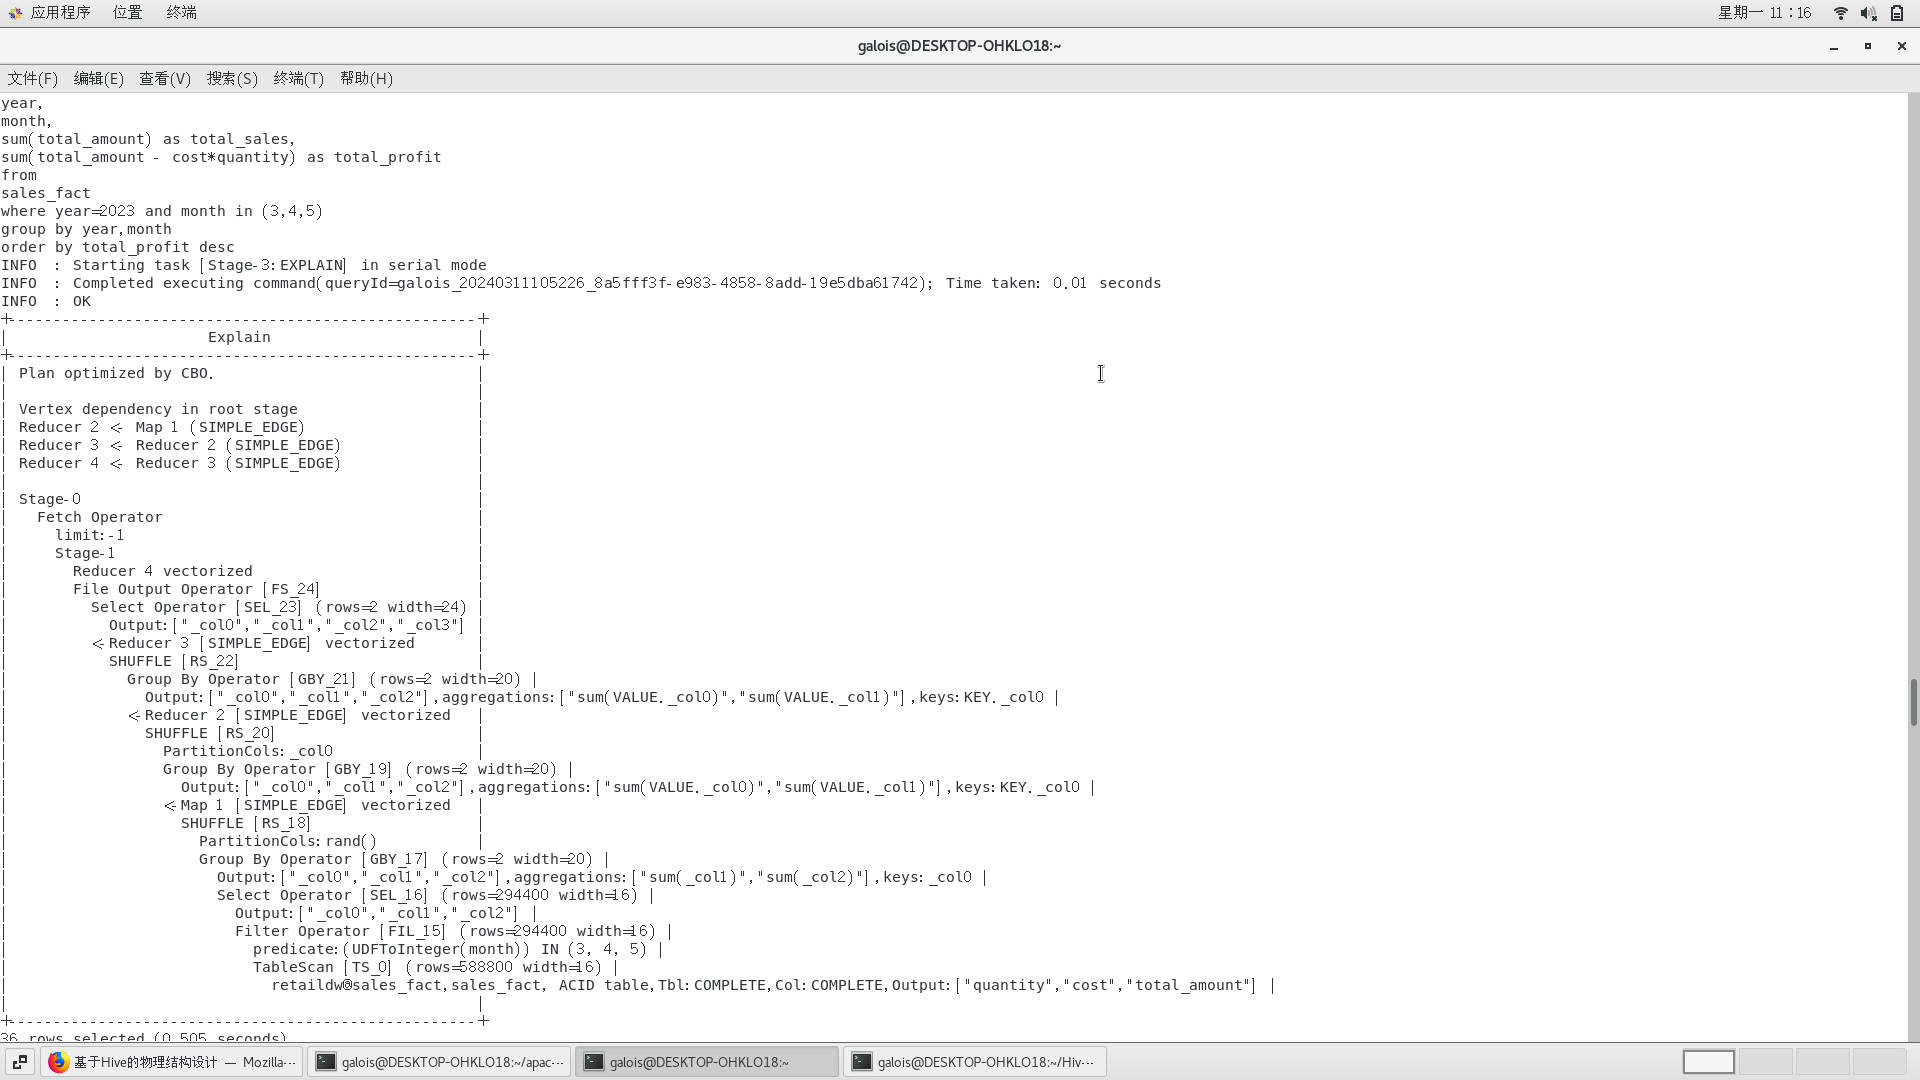 应用程序 位置 终端 星期一 11：16
galois@DESKTOP-OHKLO18:~
文件(F) 编辑(E) 查看(V) 搜索(S) 终端(T) 帮助(H)
year,
month,
sum(total_amount) as total_sales,
sum(total_amount - cost*quantity) as total_profit
from
sales_fact
where year=2023 and month in (3,4,5)
group by year,month
order by total_profit desc
INFO  : Starting task [Stage-3:EXPLAIN] in serial mode
INFO  : Completed executing command(queryId=galois_20240311105226_8a5fff3f-e983-4858-8add-19e5dba61742); Time taken: 0.01 seconds
INFO  : OK
+----------------------------------------------------+
|                      Explain                       |
+----------------------------------------------------+
| Plan optimized by CBO.                             |
|                                                    |
| Vertex dependency in root stage                    |
| Reducer 2 <- Map 1 (SIMPLE_EDGE)                   |
| Reducer 3 <- Reducer 2 (SIMPLE_EDGE)               |
| Reducer 4 <- Reducer 3 (SIMPLE_EDGE)               |
|                                                    |
| Stage-0                                            |
|   Fetch Operator                                   |
|     limit:-1                                       |
|     Stage-1                                        |
|       Reducer 4 vectorized                         |
|       File Output Operator [FS_24]                 |
|         Select Operator [SEL_23] (rows=2 width=24) |
|           Output:["_col0","_col1","_col2","_col3"] |
|         <-Reducer 3 [SIMPLE_EDGE] vectorized       |
|           SHUFFLE [RS_22]                          |
|             Group By Operator [GBY_21] (rows=2 width=20) |
|               Output:["_col0","_col1","_col2"],aggregations:["sum(VALUE._col0)","sum(VALUE._col1)"],keys:KEY._col0 |
|             <-Reducer 2 [SIMPLE_EDGE] vectorized   |
|               SHUFFLE [RS_20]                      |
|                 PartitionCols:_col0                |
|                 Group By Operator [GBY_19] (rows=2 width=20) |
|                   Output:["_col0","_col1","_col2"],aggregations:["sum(VALUE._col0)","sum(VALUE._col1)"],keys:KEY._col0 |
|                 <-Map 1 [SIMPLE_EDGE] vectorized   |
|                   SHUFFLE [RS_18]                  |
|                     PartitionCols:rand()           |
|                     Group By Operator [GBY_17] (rows=2 width=20) |
|                       Output:["_col0","_col1","_col2"],aggregations:["sum(_col1)","sum(_col2)"],keys:_col0 |
|                       Select Operator [SEL_16] (rows=294400 width=16) |
|                         Output:["_col0","_col1","_col2"] |
|                         Filter Operator [FIL_15] (rows=294400 width=16) |
|                           predicate:(UDFToInteger(month)) IN (3, 4, 5) |
|                           TableScan [TS_0] (rows=588800 width=16) |
|                             retaildw@sales_fact,sales_fact, ACID table,Tbl:COMPLETE,Col:COMPLETE,Output:["quantity","cost","total_amount"] |
|                                                    |
+----------------------------------------------------+
36 rows selected (0.505 seconds)
基于Hive的物理结构设计 — Mozilla··· galois@DESKTOP-OHKLO18:~/apac··· galois@DESKTOP-OHKLO18:~ galois@DESKTOP-OHKLO18:~/Hiv···